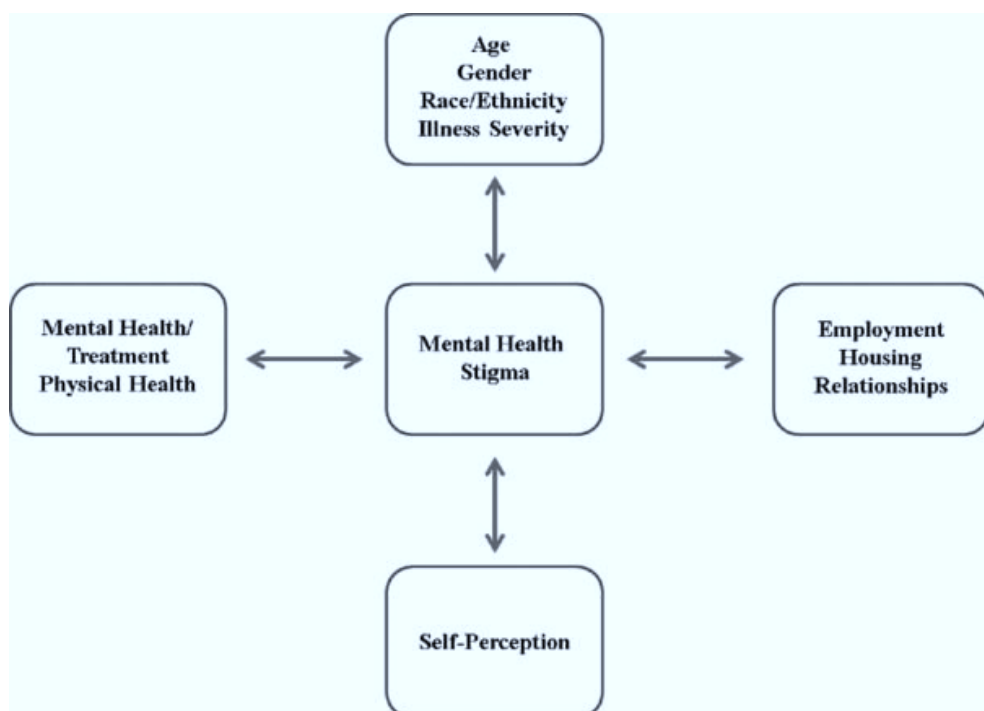 Age
Gender
Race/Ethnicity
Illness Severity
Mental Health/
Treatment
Physical Health
Mental Health
Stigma
Employment
Housing
Relationships
Self-Perception